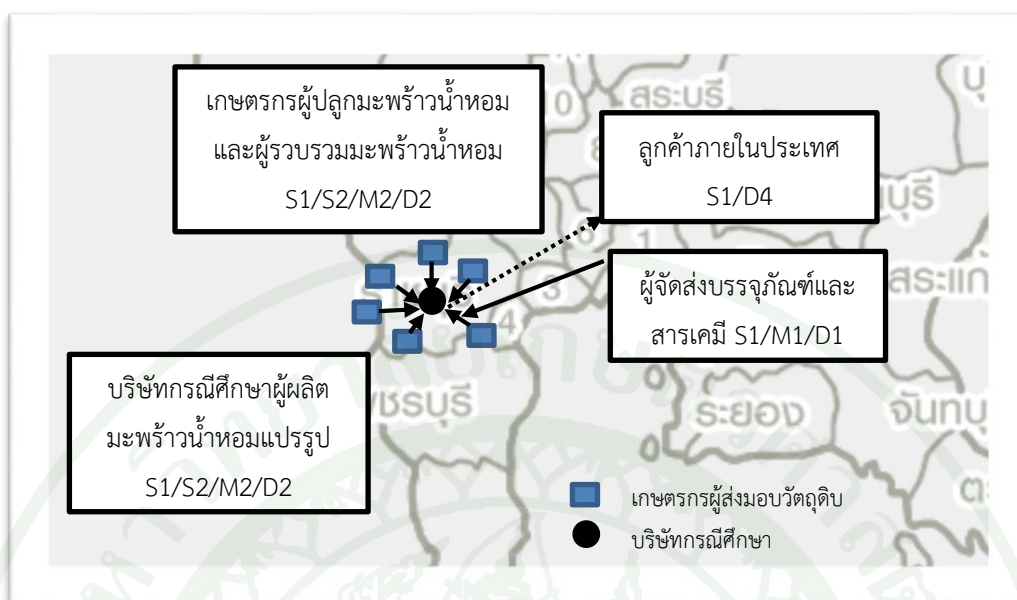 เกษตรกรผู้ปลูกมะพร้าวน้ำหอม
และผู้รวบรวมมะพร้าวน้ำหอม
S1/S2/M2/D2
สระบุรี
ลูกค้าภายในประเทศ
S1/D4
ผู้จัดส่งบรรจุภัณฑ์และ
สารเคมี S1/M1/D1
3
4
บริษัทกรณีศึกษาผู้ผลิต
มะพร้าวน้ำหอมแปรรูป
S1/S2/M2/D2
ระยอง
เกษตรกรผู้ส่งมอบวัตถุดิบ
บริษัทกรณีศึกษา